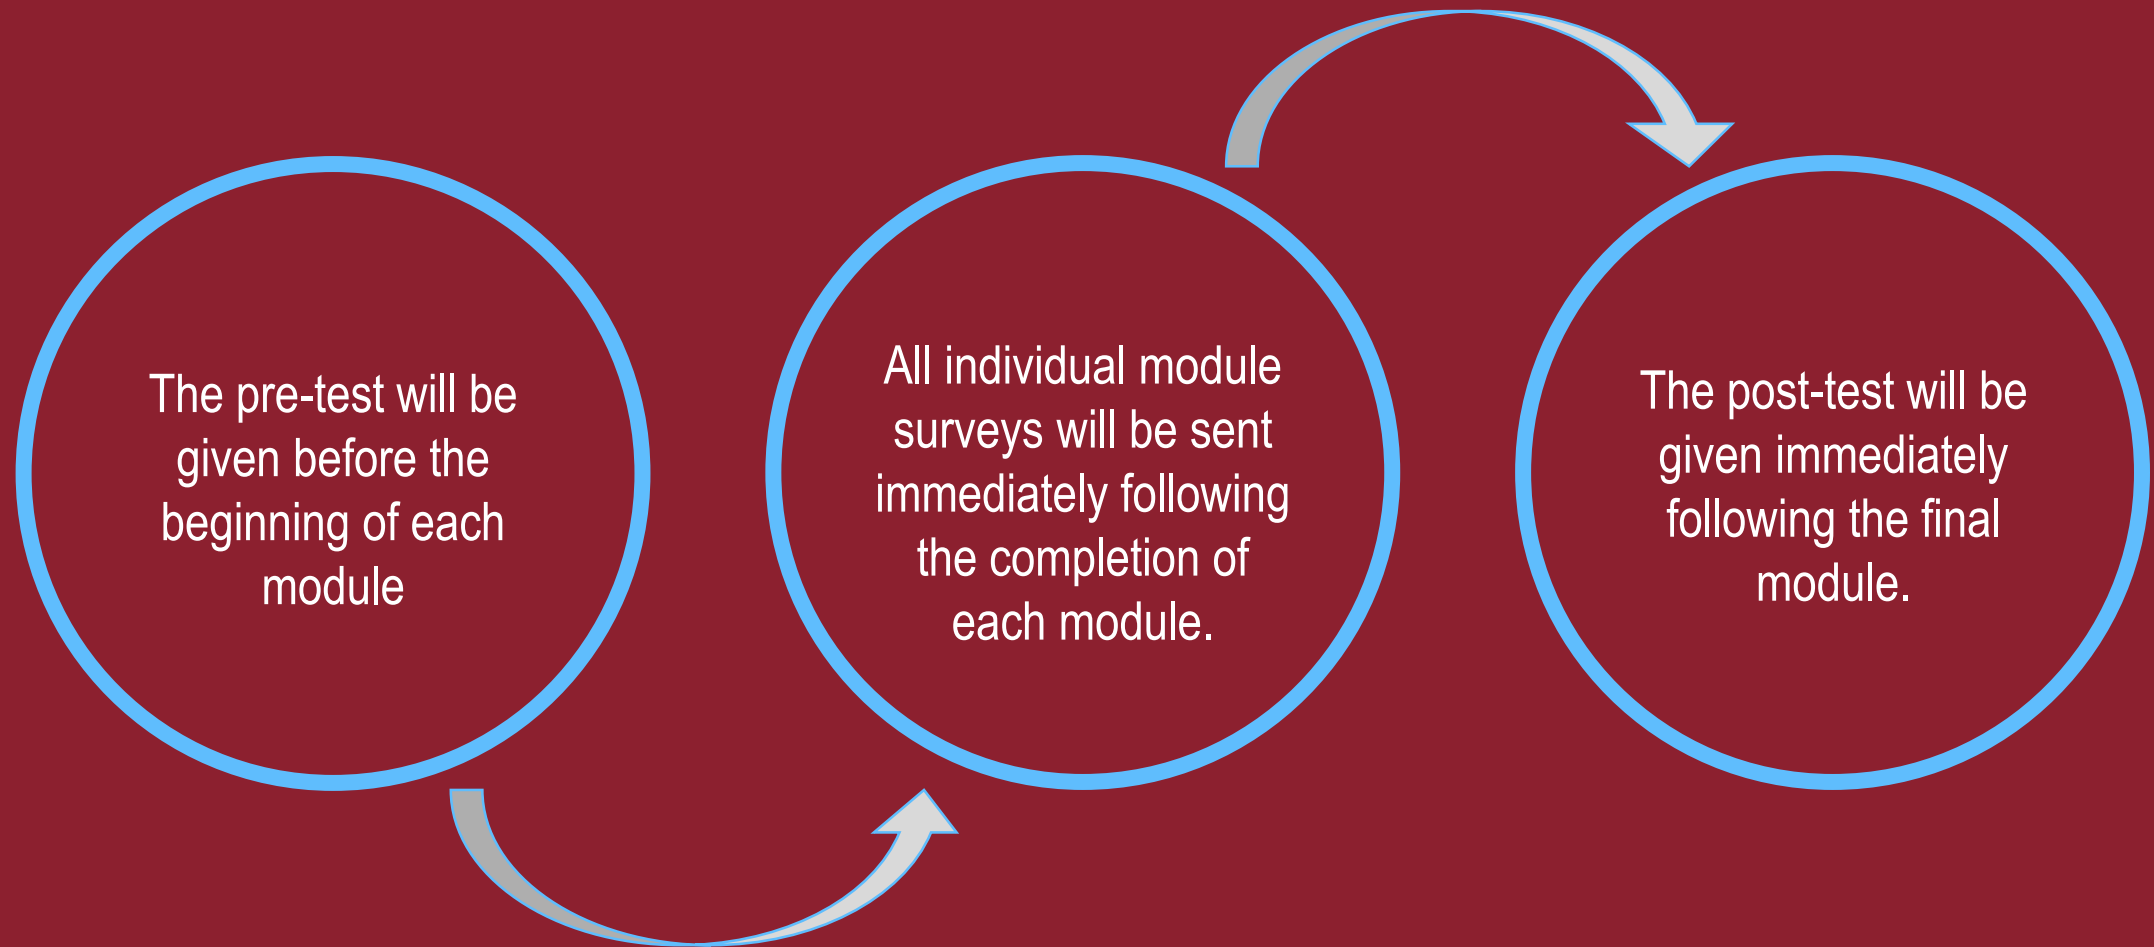 The pre-test will be
given before the
beginning of each
module
All individual module
surveys will be sent
immediately following
the completion of
each module.
The post-test will be
given immediately
following the final
module.